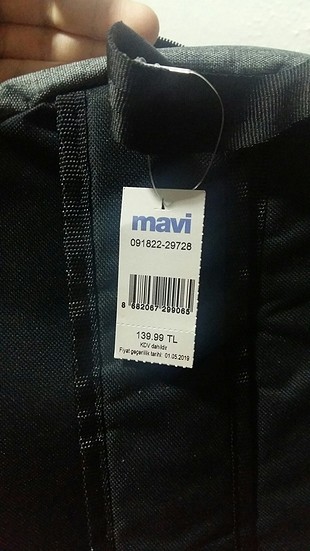 mavi
091822-29728
8 682067 299065
139.99 TL
KDV dahildir
Fiyat geçerlilik tarihi: 01.05.2019